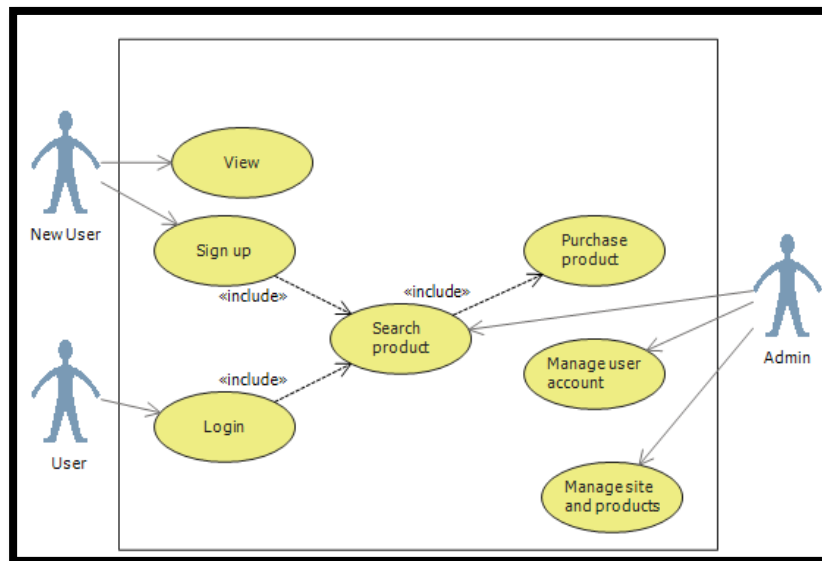 View
New User
Sign up
«include»
Purchase
product
«include»
Search
product
Admin
Manage user
account
«include»
Login
User
Manage site
and products